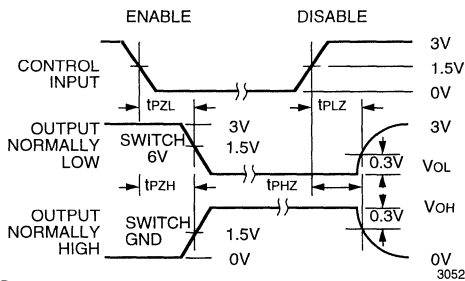 ENABLE DISABLE
3V
CONTROL INPUT
1.5V
0V
tPZL tPLZ
OUTPUT NORMALLY LOW
SWITCH 6V
3V
1.5V
3V
0.3V
VOL
tPZH tPHZ
OUTPUT NORMALLY HIGH
SWITCH GND
1.5V
0V
VOH
0.3V
0V
3052